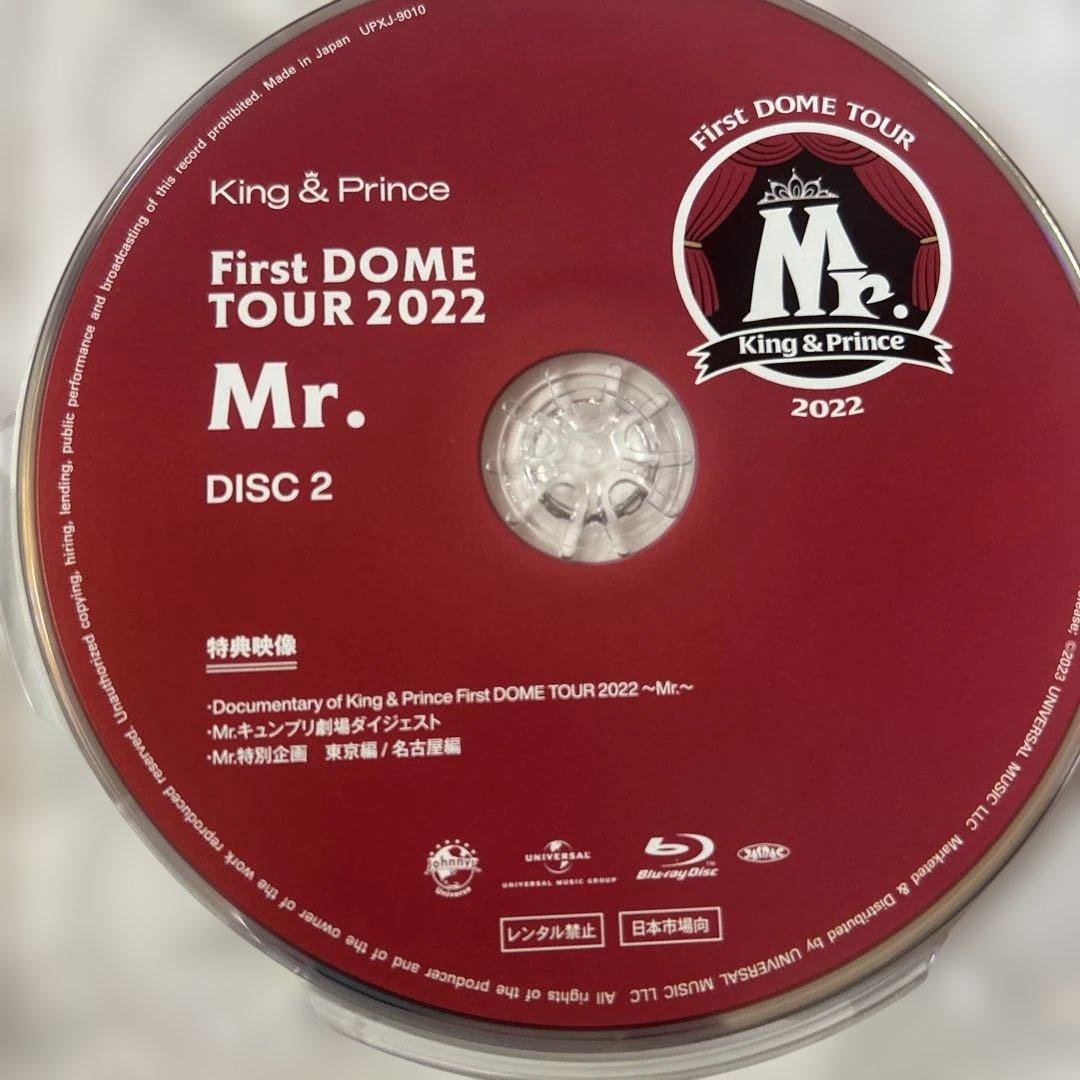 King & Prince
First DOME
TOUR 2022
Mr.
DISC 2
First DOME TOUR
Mr.
King & Prince
2022
特典映像
・Documentary of King & Prince First DOME TOUR 2022 ～Mr.～
・Mr.キュンプリ劇場ダイジェスト
・Mr.特別企画　東京編 / 名古屋編
Johnnys'
Universe
UNIVERSAL
UNIVERSAL MUSIC GROUP
Blu-ray Disc
TM
JASRAC
レンタル禁止
日本市場向
©2023 UNIVERSAL MUSIC LLC Marketed & Distributed by UNIVERSAL MUSIC LLC All rights of the producer and of the owner of the work reproduced reserved. Unauthorized copying, hiring, lending, public performance and broadcasting of this record prohibited. Made in Japan UPXJ-9010